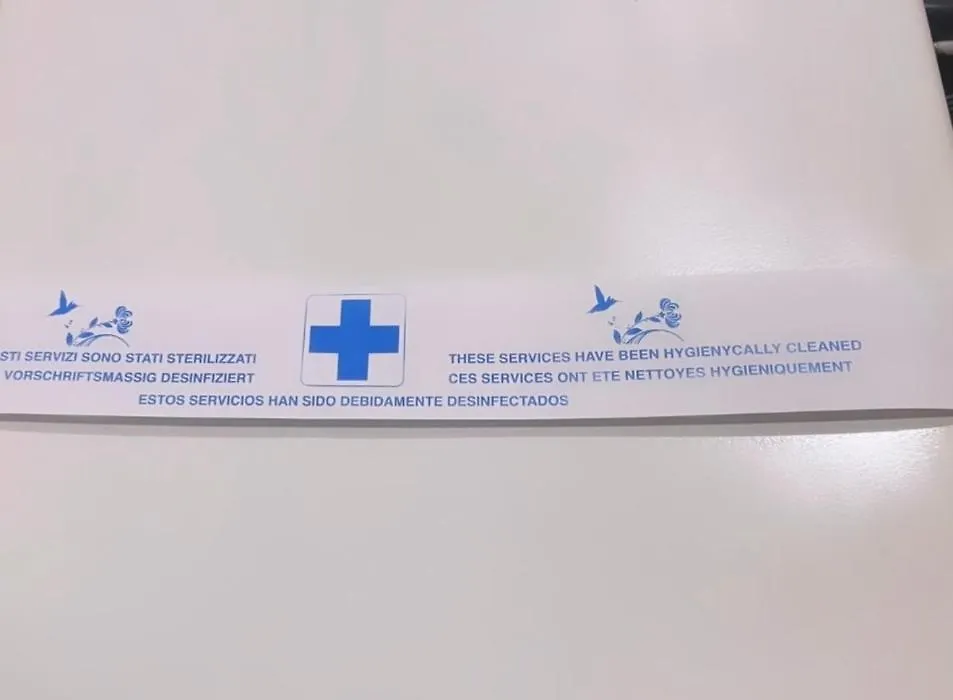 STI SERVIZI SONO STATI STERILIZZATI
VORSCHRIFTSMASSIG DESINFIZIERT
THESE SERVICES HAVE BEEN HYGIENYCALLY CLEANED
CES SERVICES ONT ETE NETTOYES HYGIENIQUEMENT
ESTOS SERVICIOS HAN SIDO DEBIDAMENTE DESINFECTADOS